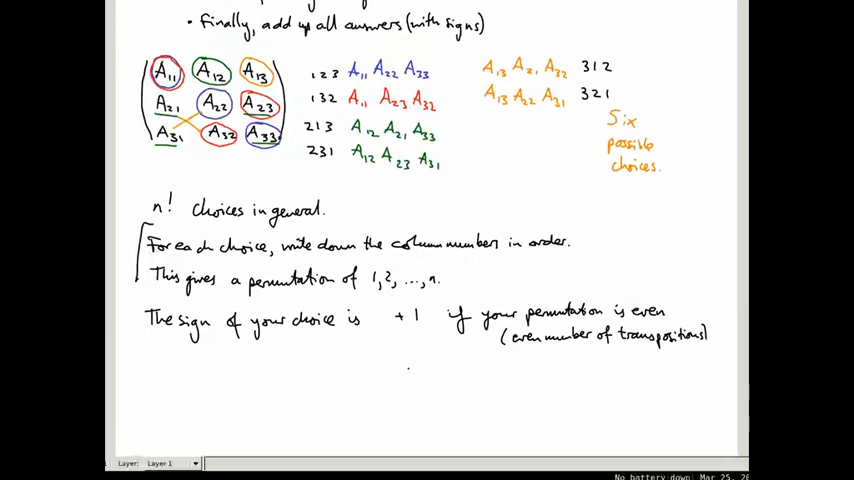 • Finally, add up all answers (with signs)
A11 A12 A13
A21 A22 A23
A31 A32 A33
123 A11 A22 A33
132 A11 A23 A32
213 A12 A21 A33
231 A12 A23 A31
A13 A21 A32 312
A13 A22 A31 321
Six
possible
choices.
n! Choices in general.
For each choice, write down the column numbers in order.
This gives a permutation of 1,2, ..., n.
The sign of your choice is +1 if your permutation is even
(even number of transpositions)
Layer: Layer 1
No battery down Mar 25, 20